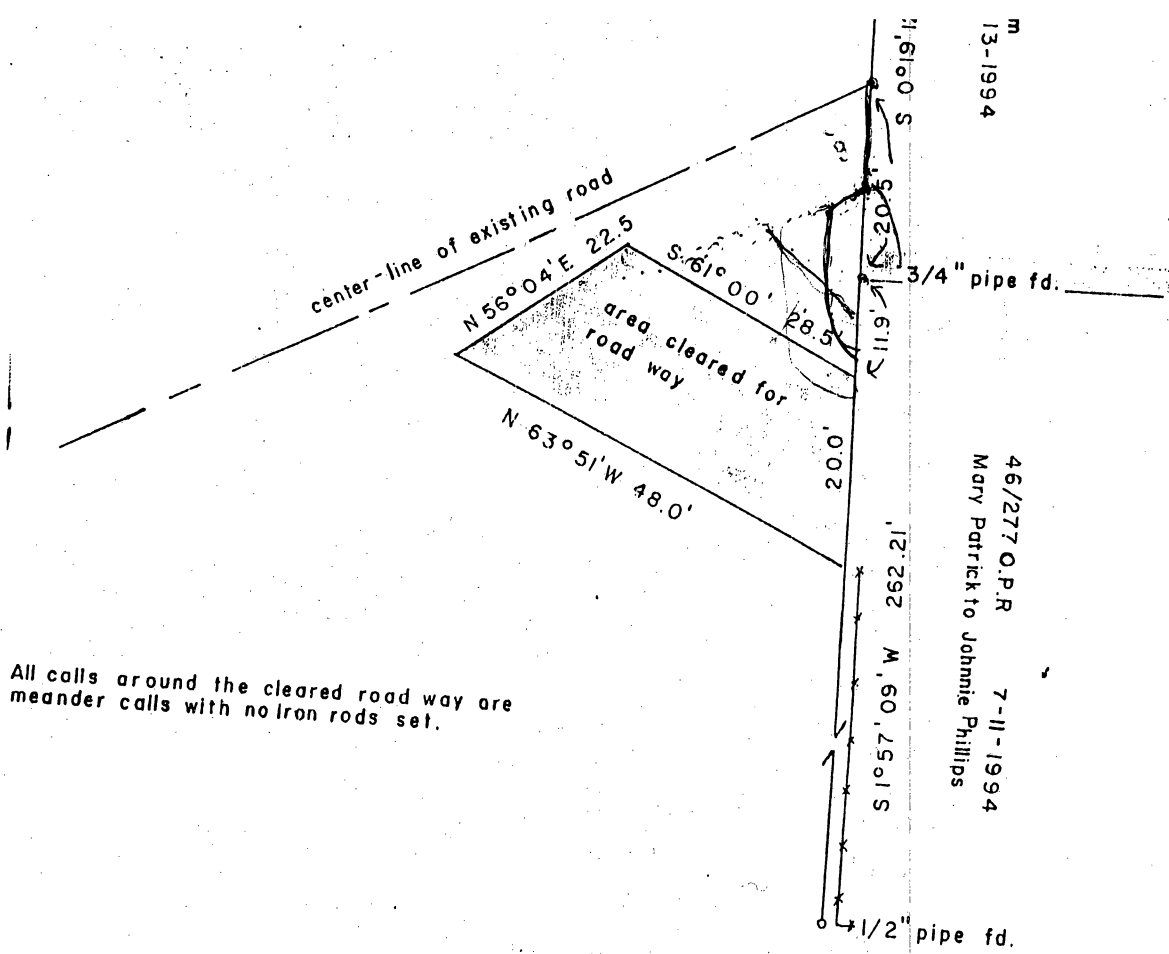 m
13-1994
S 0°19'
center-line of existing road
20.5'
3/4" pipe fd.
N 56°04'E 22.5
S 61°00' 28.5'
area cleared for
road way
11.9'
N 63°51'W 48.0'
20.0'
46/277 O.P.R 7-11-1994
Mary Patrick to Johnnie Phillips
S 1°57'09" W 262.21'
All calls around the cleared road way are
meander calls with no Iron rods set.
1/2" pipe fd.